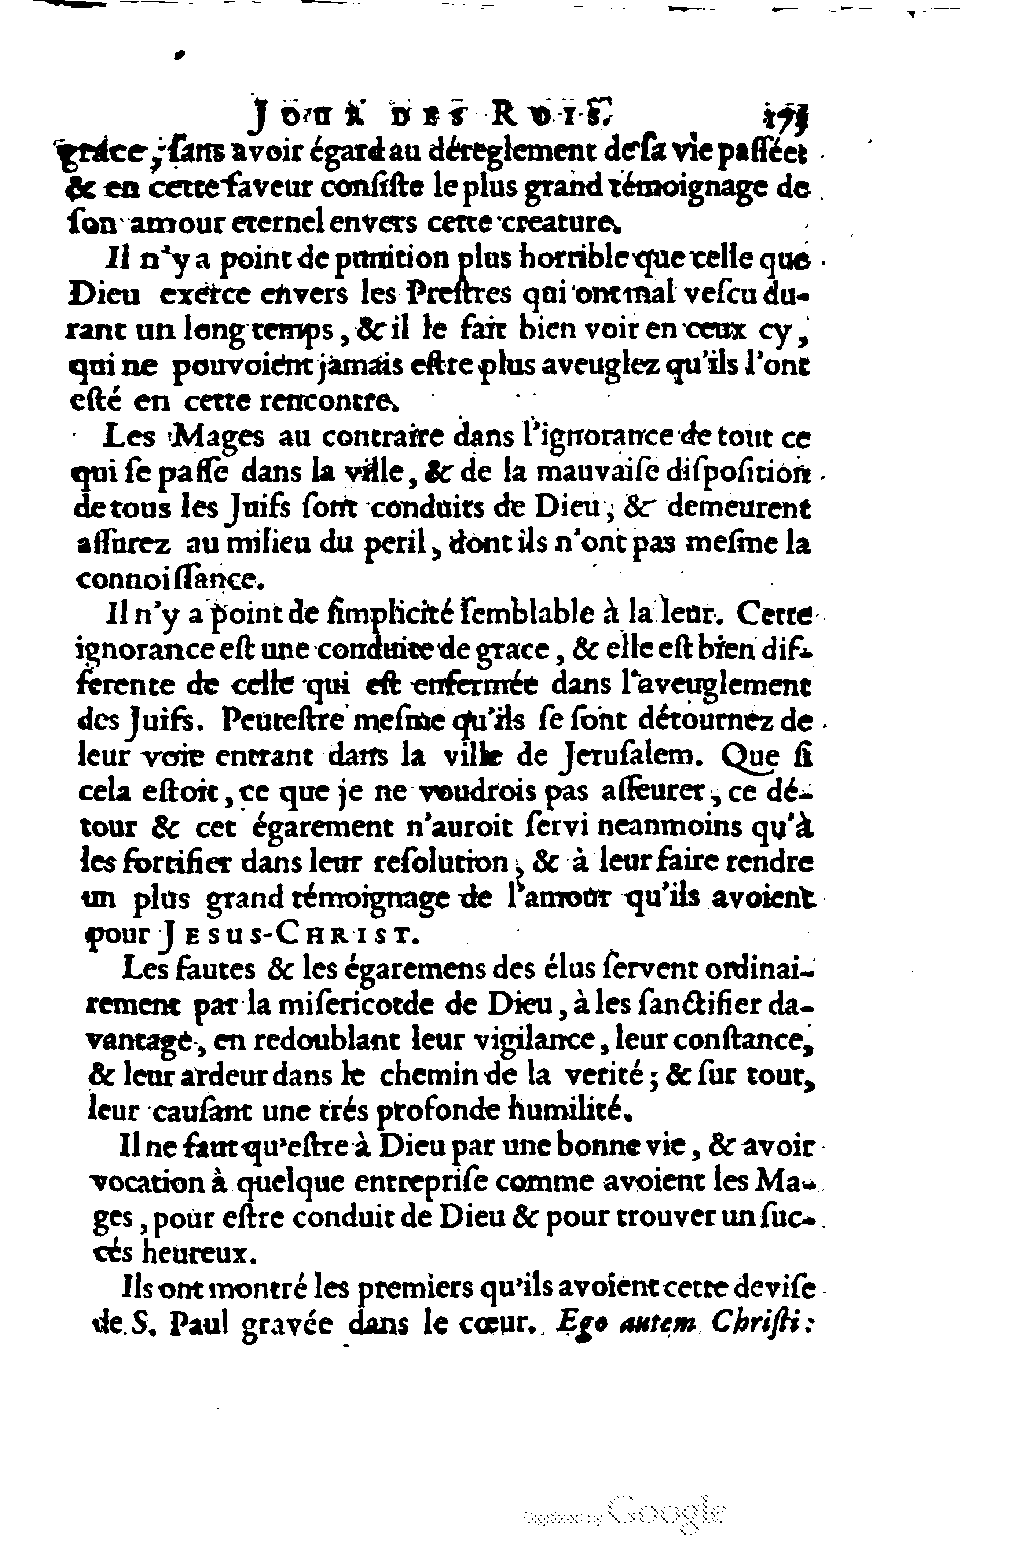 JOUR DES ROIS. 175
grace, ſans avoir égard au déreglement de ſa vie paſſée:
& en cette faveur conſiſte le plus grand témoignage de
ſon amour eternel envers cette creature.
Il n'y a point de punition plus horrible que celle que
Dieu exerce envers les Preſtres qui ont mal veſcu du-
rant un long temps, & il le fait bien voir en ceux cy,
qui ne pouvoient jamais eſtre plus aveuglez qu'ils l'ont
eſté en cette rencontre.
Les Mages au contraire dans l'ignorance de tout ce
qui ſe paſſe dans la ville, & de la mauvaiſe diſpoſition
de tous les Juifs ſont conduits de Dieu, & demeurent
aſſurez au milieu du peril, dont ils n'ont pas meſme la
connoiſſance.
Il n'y a point de ſimplicité ſemblable à la leur. Cette
ignorance eſt une conduite de grace, & elle eſt bien dif-
ferente de celle qui eſt enfermée dans l'aveuglement
des Juifs. Peuteſtre meſme qu'ils ſe ſont détournez de
leur voie entrant dans la ville de Jeruſalem. Que ſi
cela eſtoit, ce que je ne voudrois pas aſſeurer, ce dé-
tour & cet égarement n'auroit ſervi neanmoins qu'à
les fortifier dans leur reſolution, & à leur faire rendre
un plus grand témoignage de l'amour qu'ils avoient
pour JESUS-CHRIST.
Les fautes & les égaremens des élus ſervent ordinai-
rement par la miſericorde de Dieu, à les ſanctifier da-
vantage, en redoublant leur vigilance, leur conſtance,
& leur ardeur dans le chemin de la verité; & ſur tout,
leur cauſant une trés profonde humilité.
Il ne faut qu'eſtre à Dieu par une bonne vie, & avoir
vocation à quelque entrepriſe comme avoient les Ma-
ges, pour eſtre conduit de Dieu & pour trouver un ſuc-
cés heureux.
Ils ont montré les premiers qu'ils avoient cette deviſe
de S. Paul gravée dans le cœur. Ego autem Chriſti:
Digitized by Google